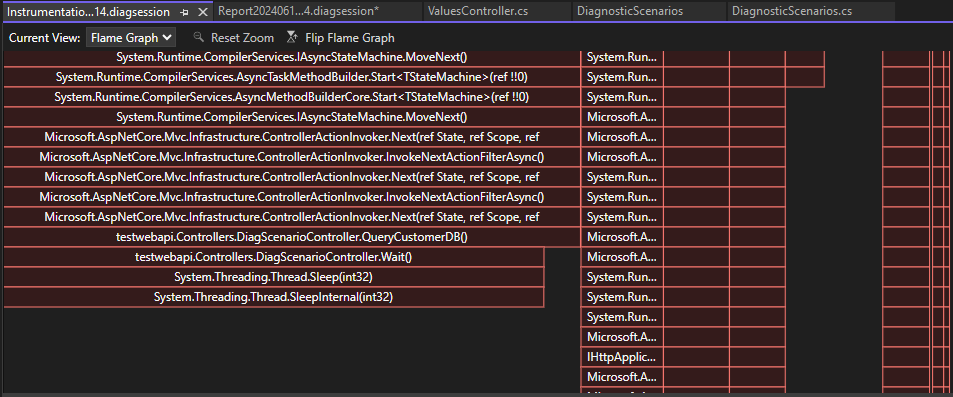 Instrumentatio...14.diagsession
Report2024061...4.diagsession*
ValuesController.cs
DiagnosticScenarios
DiagnosticScenarios.cs
Current View: Flame Graph Reset Zoom Flip Flame Graph
System.Runtime.CompilerServices.IAsyncStateMachine.MoveNext() System.Run...
System.Runtime.CompilerServices.AsyncTaskMethodBuilder.Start<TStateMachine>(ref !!0) System.Run...
System.Runtime.CompilerServices.AsyncMethodBuilderCore.Start<TStateMachine>(ref !!0) System.Run...
System.Runtime.CompilerServices.IAsyncStateMachine.MoveNext() System.Run...
Microsoft.AspNetCore.Mvc.Infrastructure.ControllerActionInvoker.Next(ref State, ref Scope, ref Microsoft.A...
Microsoft.AspNetCore.Mvc.Infrastructure.ControllerActionInvoker.InvokeNextActionFilterAsync() Microsoft.A...
Microsoft.AspNetCore.Mvc.Infrastructure.ControllerActionInvoker.Next(ref State, ref Scope, ref System.Run...
Microsoft.AspNetCore.Mvc.Infrastructure.ControllerActionInvoker.InvokeNextActionFilterAsync() System.Run...
Microsoft.AspNetCore.Mvc.Infrastructure.ControllerActionInvoker.Next(ref State, ref Scope, ref System.Run...
testwebapi.Controllers.DiagScenarioController.QueryCustomerDB() Microsoft.A...
testwebapi.Controllers.DiagScenarioController.Wait() Microsoft.A...
System.Threading.Thread.Sleep(int32) System.Run...
System.Threading.Thread.SleepInternal(int32) System.Run...
System.Run...
Microsoft.A...
IHttpApplic...
Microsoft.A...